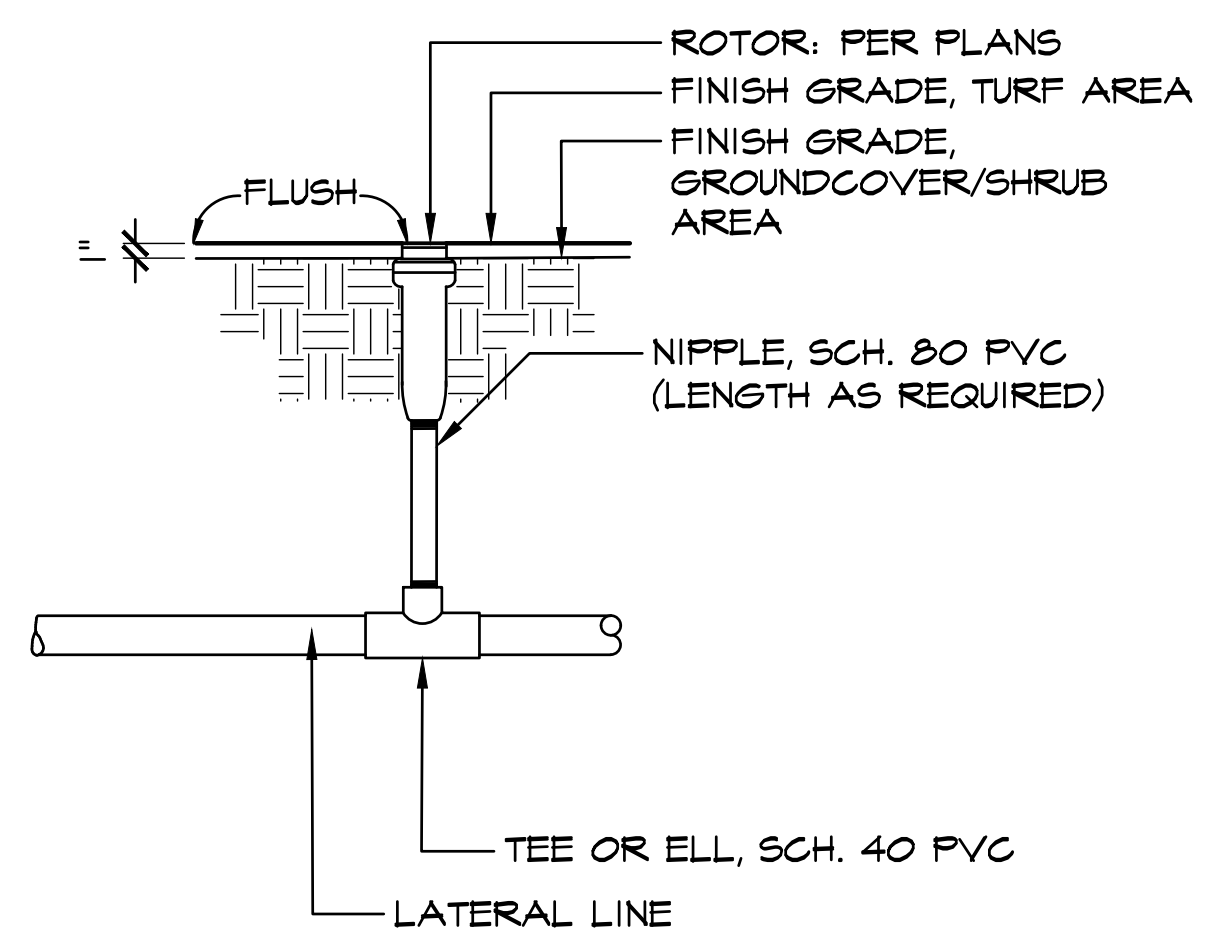 ROTOR: PER PLANS
FINISH GRADE, TURF AREA
FINISH GRADE,
GROUNDCOVER/SHRUB
AREA
FLUSH
1"
NIPPLE, SCH. 80 PVC
(LENGTH AS REQUIRED)
TEE OR ELL, SCH. 40 PVC
LATERAL LINE